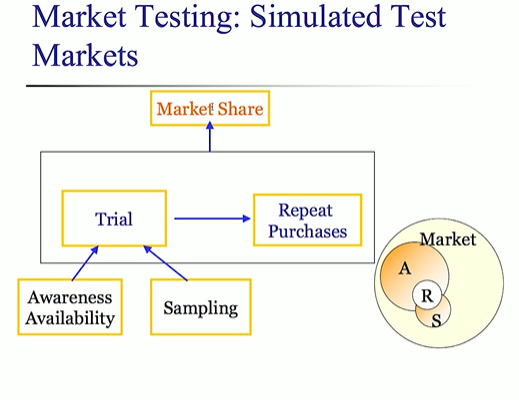 Market Testing: Simulated Test
Markets
Market Share
Trial
Repeat
Purchases
Awareness
Availability
Sampling
Market
A
R
S